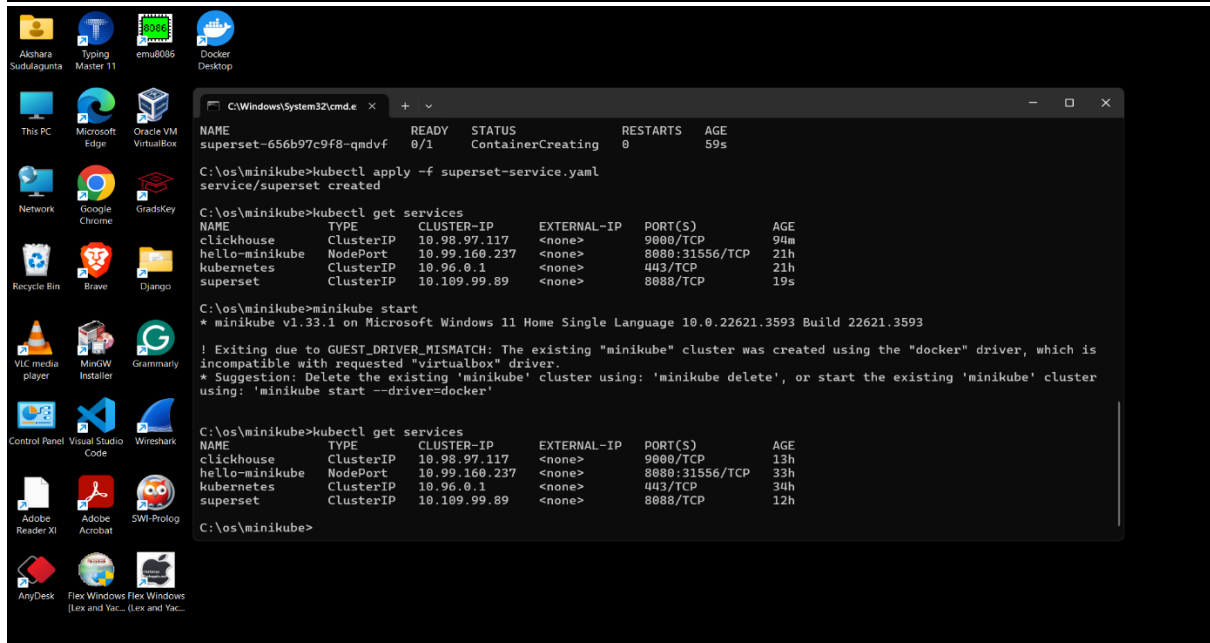 Akshara
Sudulagunta
Typing
Master 11
8086
emu8086
Docker
Desktop
This PC
Microsoft
Edge
Oracle VM
VirtualBox
Network
Google
Chrome
GradsKey
Recycle Bin
Brave
Django
VLC media
player
MinGW
Installer
Grammarly
Control Panel
Visual Studio
Code
Wireshark
Adobe
Reader XI
Adobe
Acrobat
SWI-Prolog
AnyDesk
Flex Windows
(Lex and Yac...
Flex Windows
(Lex and Yac...
C:\Windows\System32\cmd.e
NAME READY STATUS RESTARTS AGE
superset-656b97c9f8-qmdvf 0/1 ContainerCreating 0 59s
C:\os\minikube>kubectl apply -f superset-service.yaml
service/superset created
C:\os\minikube>kubectl get services
NAME TYPE CLUSTER-IP EXTERNAL-IP PORT(S) AGE
clickhouse ClusterIP 10.98.97.117 <none> 9000/TCP 94m
hello-minikube NodePort 10.99.160.237 <none> 8080:31556/TCP 21h
kubernetes ClusterIP 10.96.0.1 <none> 443/TCP 21h
superset ClusterIP 10.109.99.89 <none> 8088/TCP 19s
C:\os\minikube>minikube start
* minikube v1.33.1 on Microsoft Windows 11 Home Single Language 10.0.22621.3593 Build 22621.3593
! Exiting due to GUEST_DRIVER_MISMATCH: The existing "minikube" cluster was created using the "docker" driver, which is
incompatible with requested "virtualbox" driver.
* Suggestion: Delete the existing 'minikube' cluster using: 'minikube delete', or start the existing 'minikube' cluster
using: 'minikube start --driver=docker'
C:\os\minikube>kubectl get services
NAME TYPE CLUSTER-IP EXTERNAL-IP PORT(S) AGE
clickhouse ClusterIP 10.98.97.117 <none> 9000/TCP 13h
hello-minikube NodePort 10.99.160.237 <none> 8080:31556/TCP 33h
kubernetes ClusterIP 10.96.0.1 <none> 443/TCP 34h
superset ClusterIP 10.109.99.89 <none> 8088/TCP 12h
C:\os\minikube>